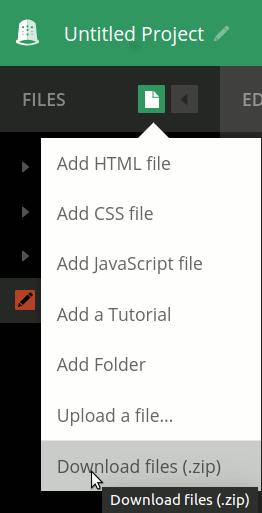 Untitled Project
FILES
ED
Add HTML file
Add CSS file
Add JavaScript file
Add a Tutorial
Add Folder
Upload a file...
Download files (.zip)
Download files (.zip)